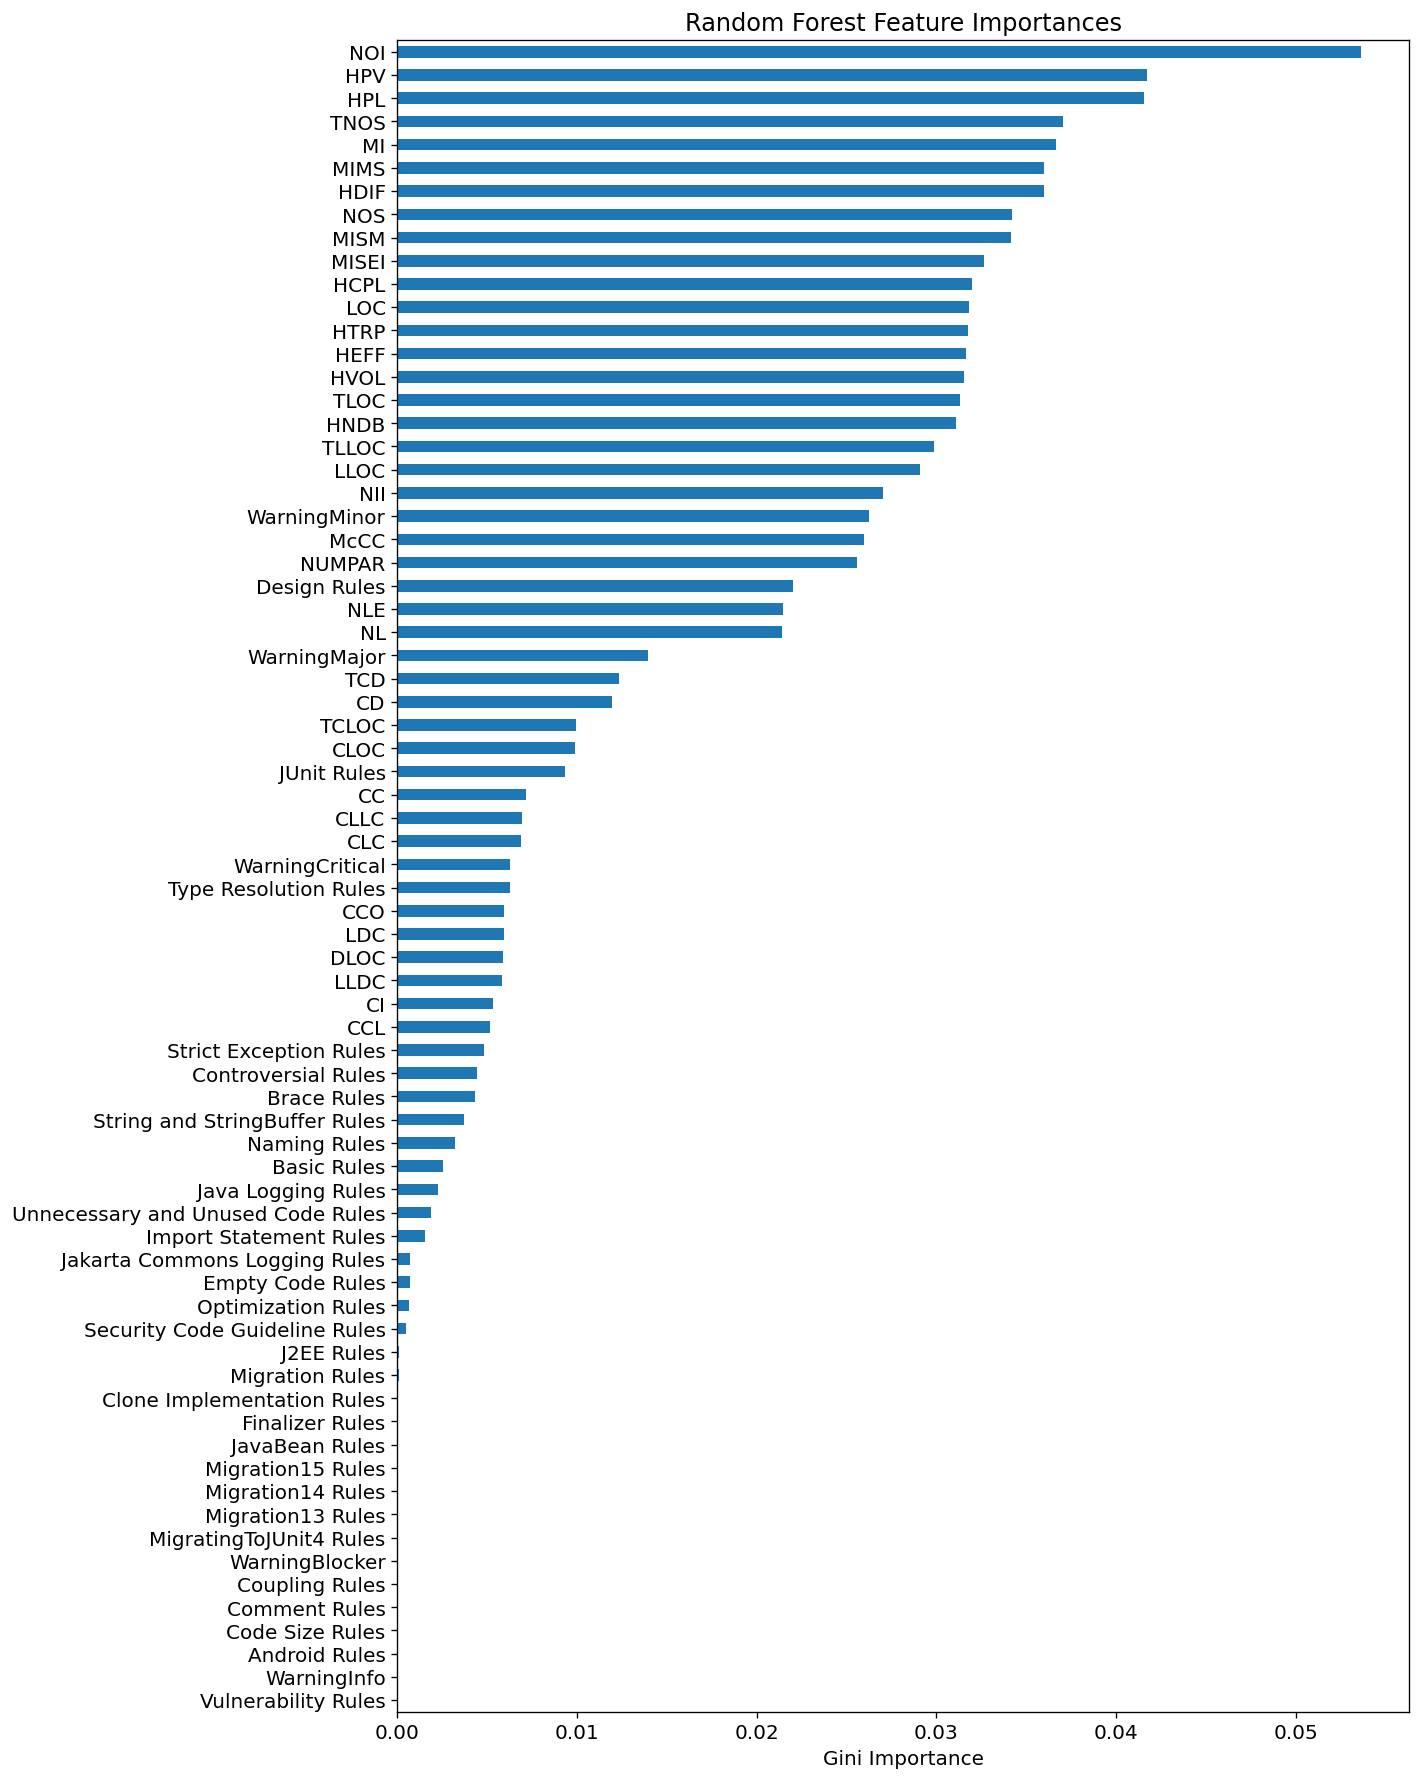 Random Forest Feature Importances
NOI
HPV
HPL
TNOS
MI
MIMS
HDIF
NOS
MISM
MISEI
HCPL
LOC
HTRP
HEFF
HVOL
TLOC
HNDB
TLLOC
LLOC
NII
WarningMinor
McCC
NUMPAR
Design Rules
NLE
NL
WarningMajor
TCD
CD
TCLOC
CLOC
JUnit Rules
CC
CLLC
CLC
WarningCritical
Type Resolution Rules
CCO
LDC
DLOC
LLDC
CI
CCL
Strict Exception Rules
Controversial Rules
Brace Rules
String and StringBuffer Rules
Naming Rules
Basic Rules
Java Logging Rules
Unnecessary and Unused Code Rules
Import Statement Rules
Jakarta Commons Logging Rules
Empty Code Rules
Optimization Rules
Security Code Guideline Rules
J2EE Rules
Migration Rules
Clone Implementation Rules
Finalizer Rules
JavaBean Rules
Migration15 Rules
Migration14 Rules
Migration13 Rules
MigratingToJUnit4 Rules
WarningBlocker
Coupling Rules
Comment Rules
Code Size Rules
Android Rules
WarningInfo
Vulnerability Rules
0.00 0.01 0.02 0.03 0.04 0.05
Gini Importance